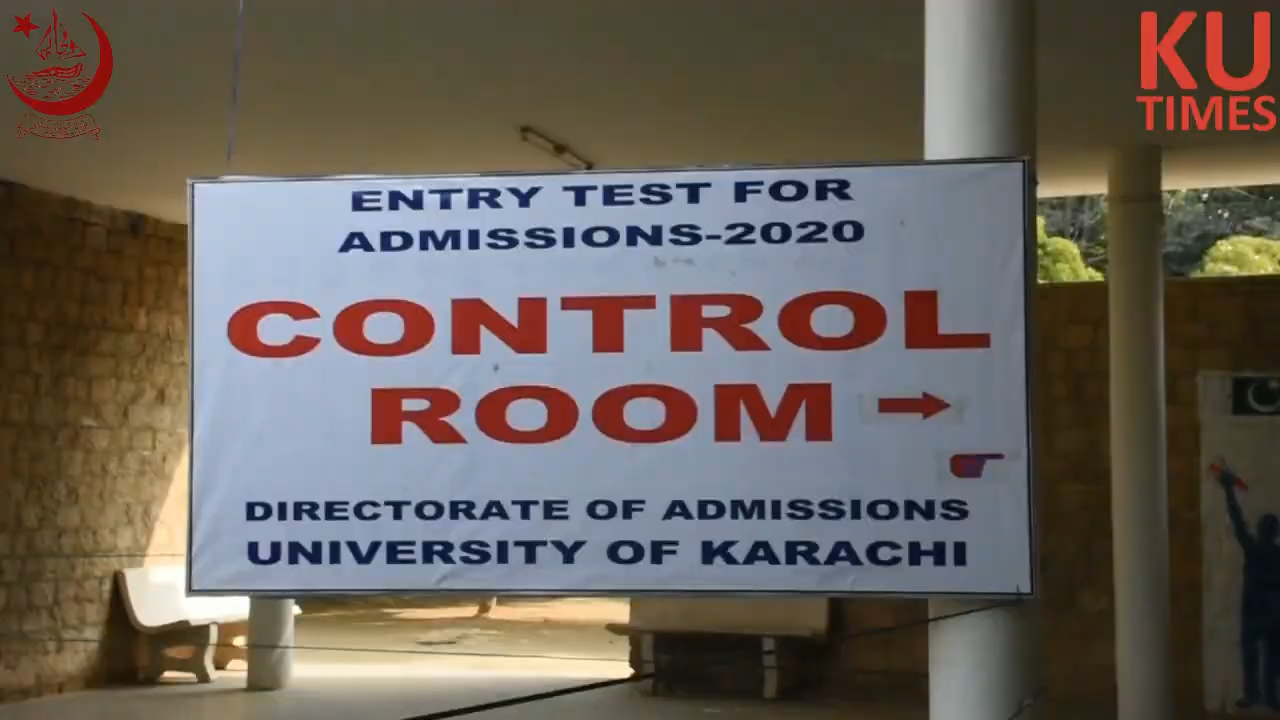 KU
TIMES
ENTRY TEST FOR
ADMISSIONS-2020
CONTROL
ROOM
DIRECTORATE OF ADMISSIONS
UNIVERSITY OF KARACHI